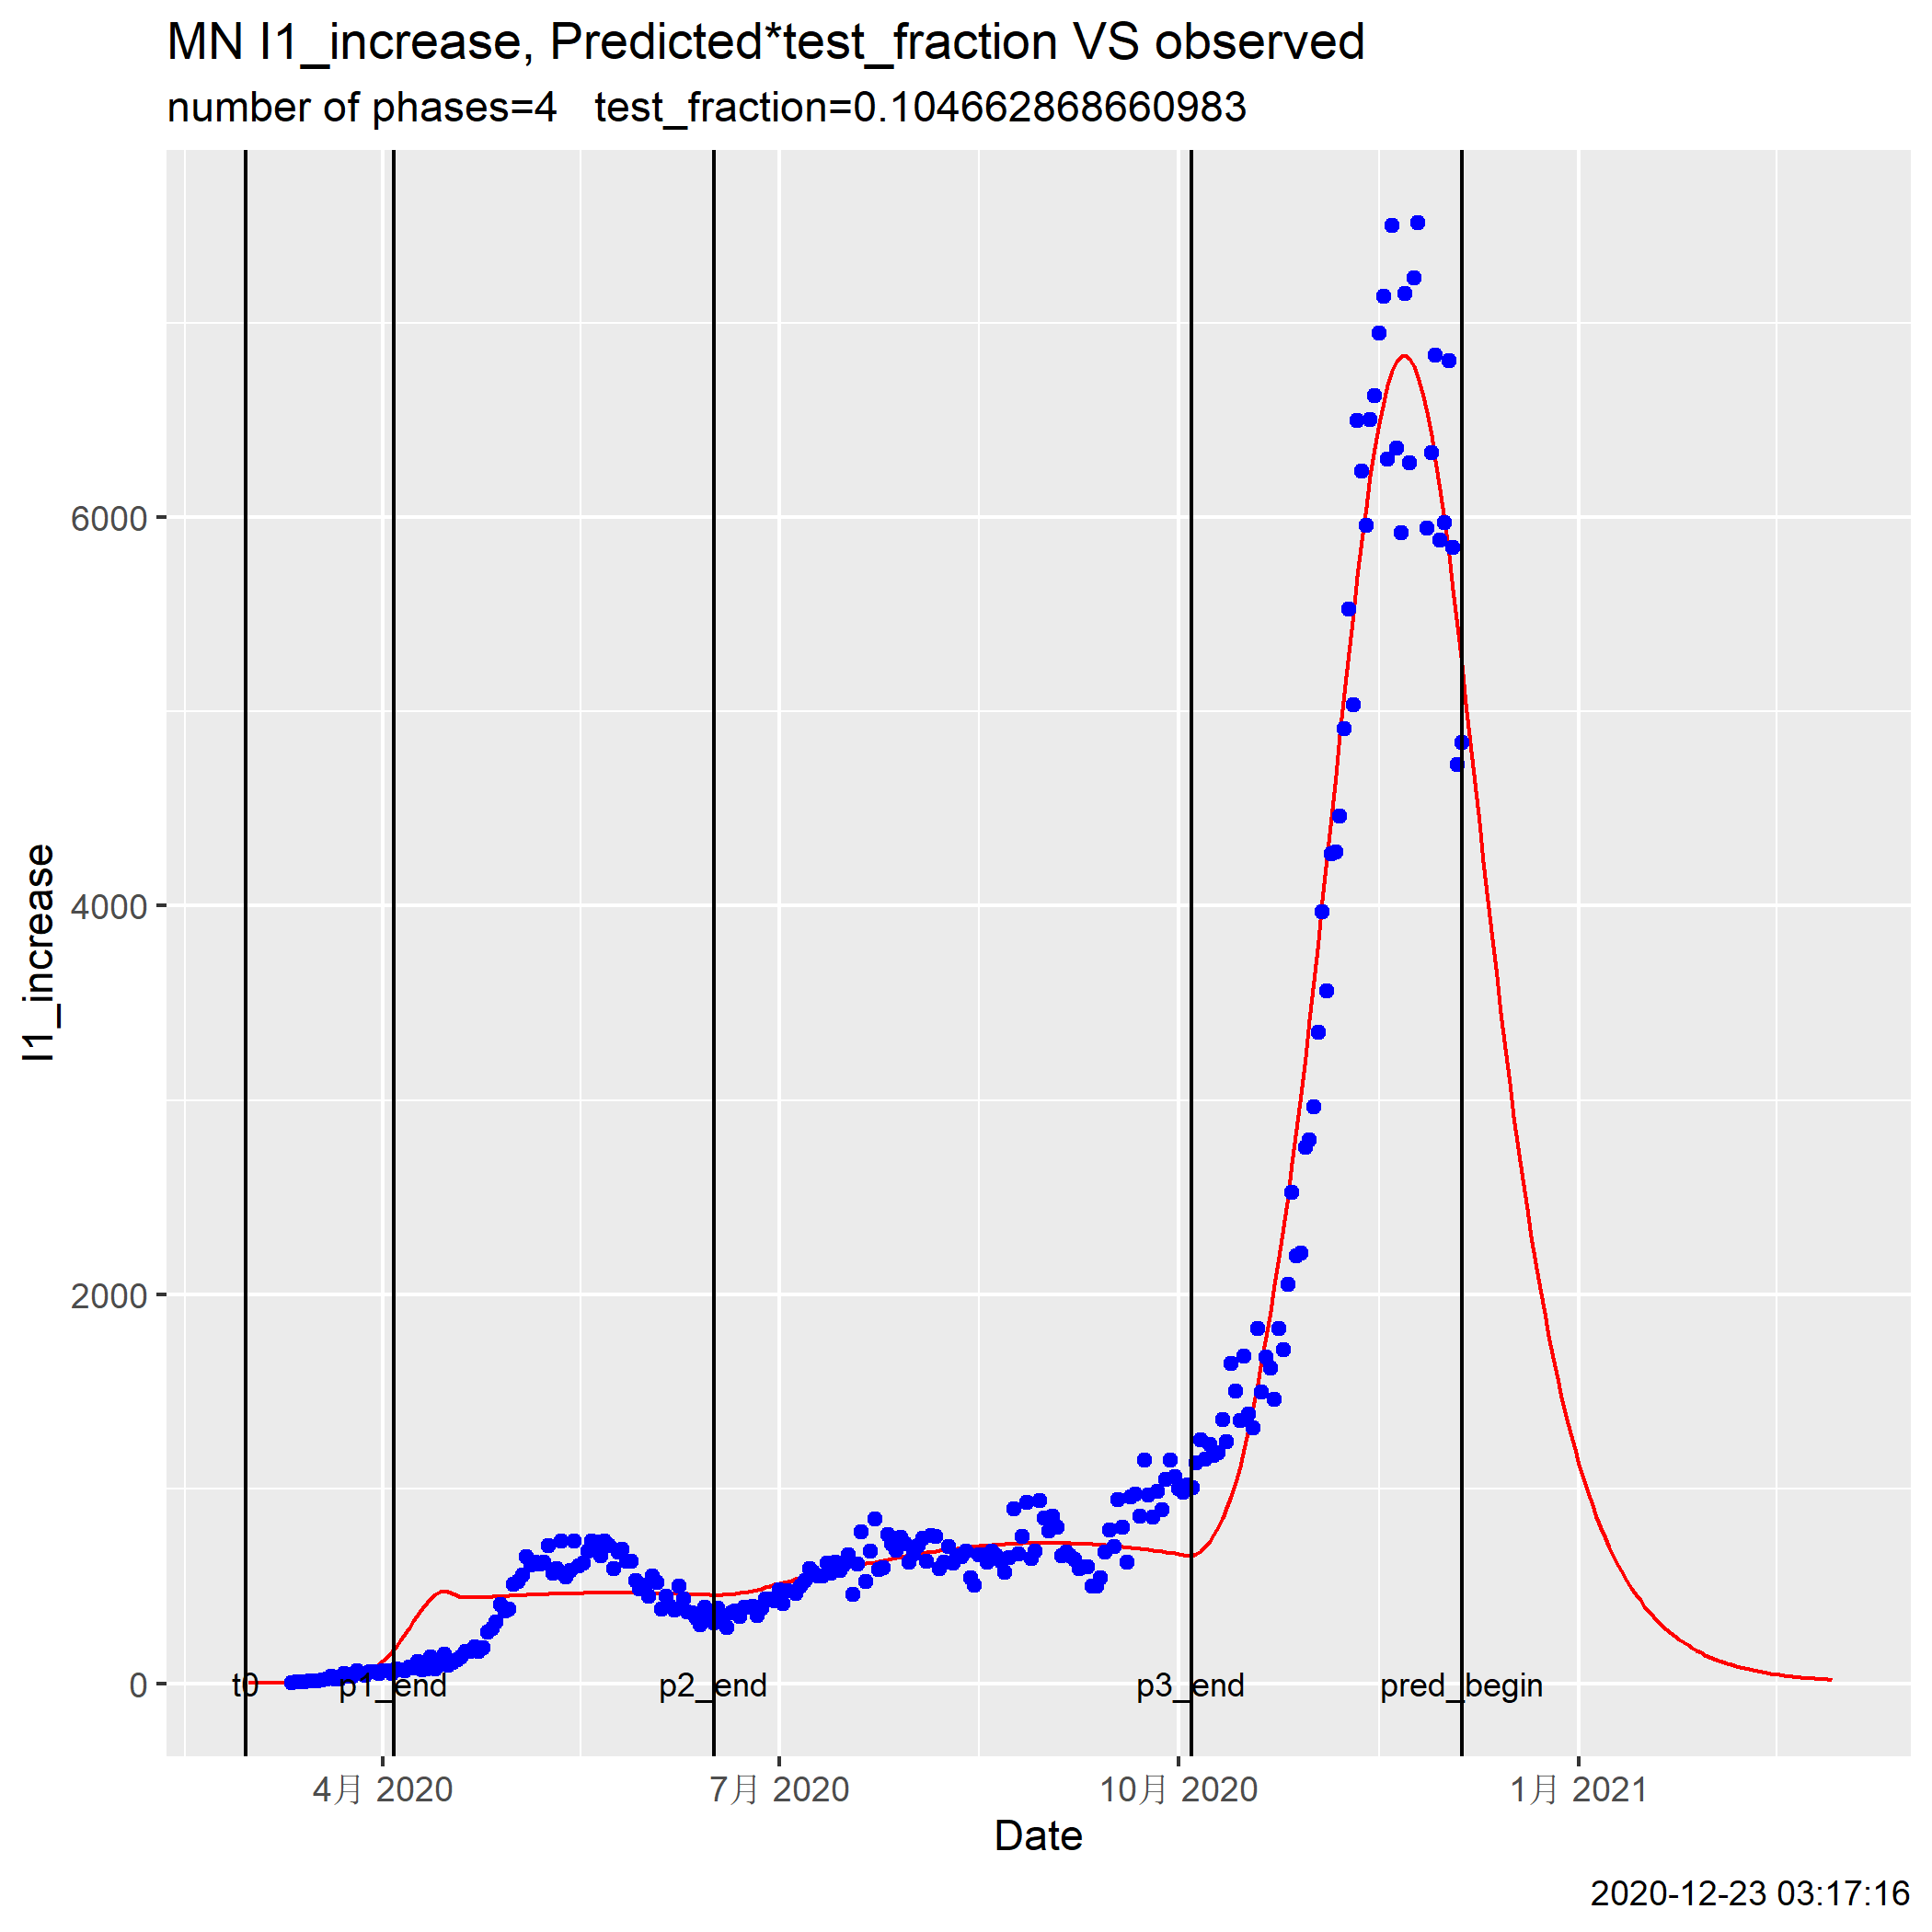 MN I1_increase, Predicted*test_fraction VS observed
number of phases=4 test_fraction=0.104662868660983
I1_increase
6000
4000
2000
0
t0 p1_end p2_end p3_end pred_begin
4月 2020 7月 2020 10月 2020 1月 2021
Date
2020-12-23 03:17:16